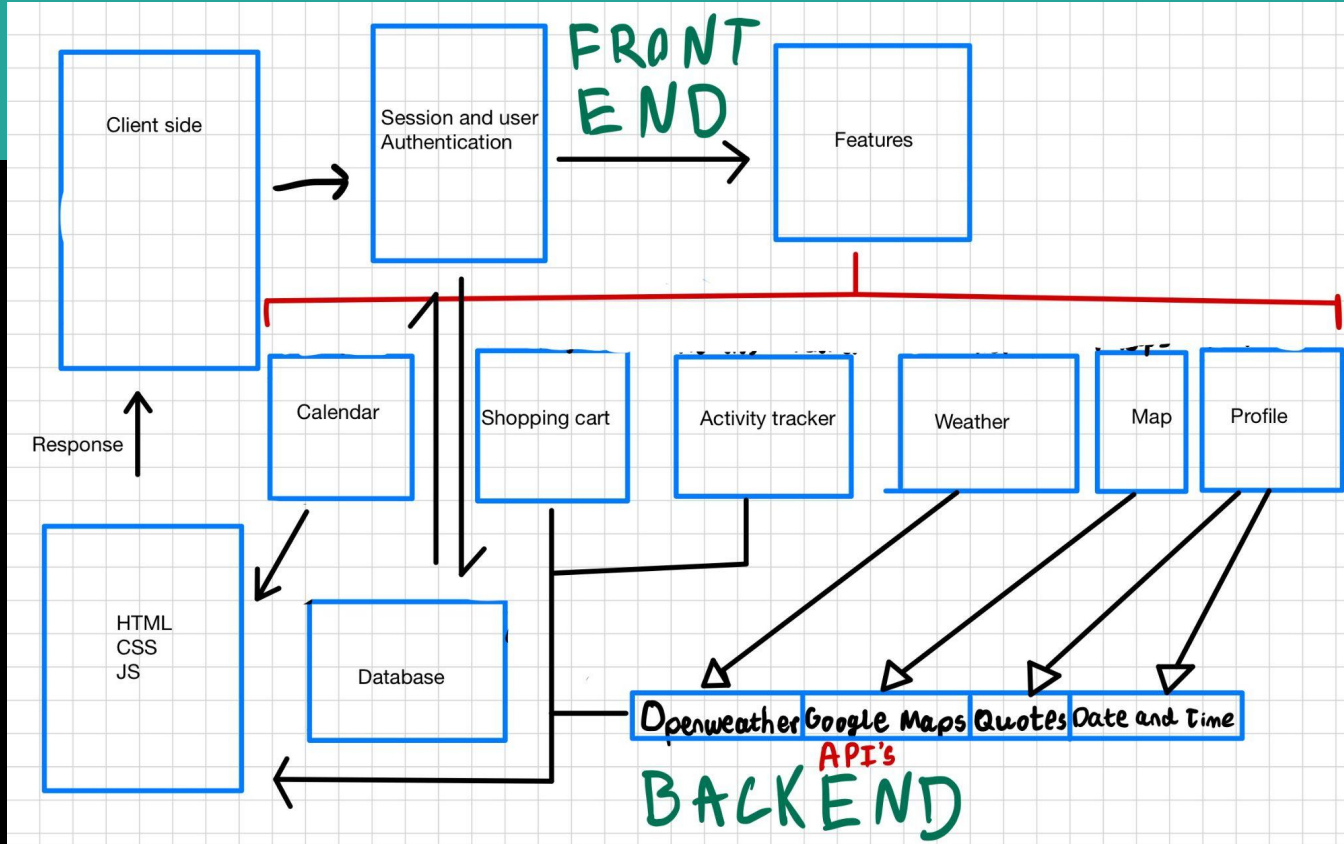 FRONT
END
Client side
Session and user
Authentication
Features
Calendar
Shopping cart
Activity tracker
Weather
Map
Profile
Response
HTML
CSS
JS
Database
Openweather
Google Maps
Quotes
Date and Time
API's
BACKEND